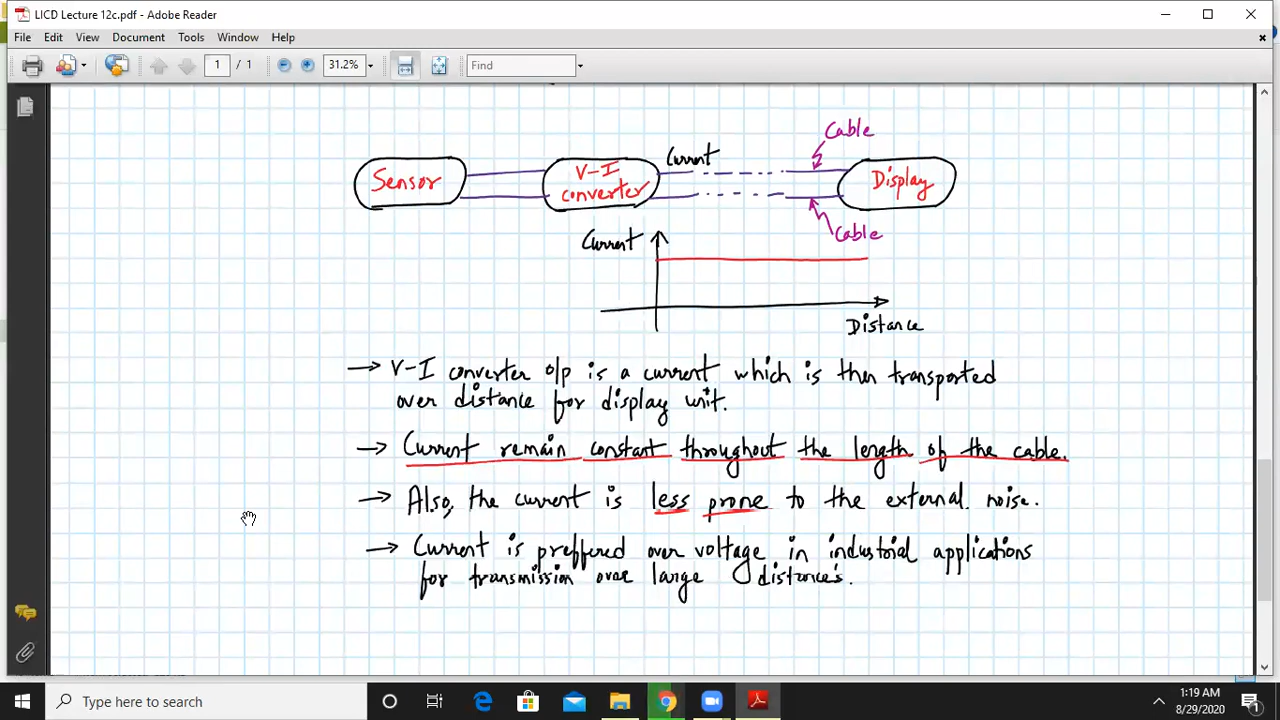 LICD Lecture 12c.pdf - Adobe Reader
File Edit View Document Tools Window Help
1 / 1 31.2% Find
Cable
Sensor V-I converter Current Display
Cable
Current
Distance
→ V-I converter o/p is a current which is then transported
over distance for display unit.
→ Current remain constant throughout the length of the cable.
→ Also, the current is less prone to the external noise.
→ Current is preffered over voltage in industrial applications
for transmission over large distances.
Type here to search
1:19 AM
8/29/2020
1